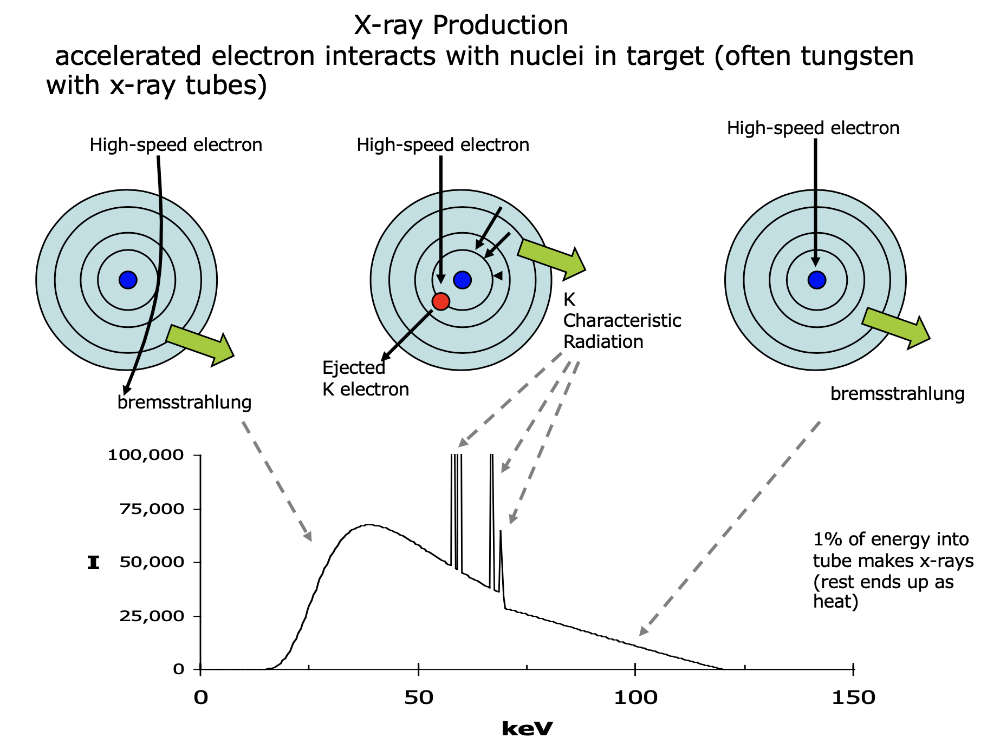 X-ray Production
accelerated electron interacts with nuclei in target (often tungsten
with x-ray tubes)
High-speed electron
High-speed electron
High-speed electron
K
Characteristic
Radiation
Ejected
K electron
bremsstrahlung
bremsstrahlung
100,000
75,000
50,000
25,000
0
I
1% of energy into
tube makes x-rays
(rest ends up as
heat)
0
50
100
150
keV